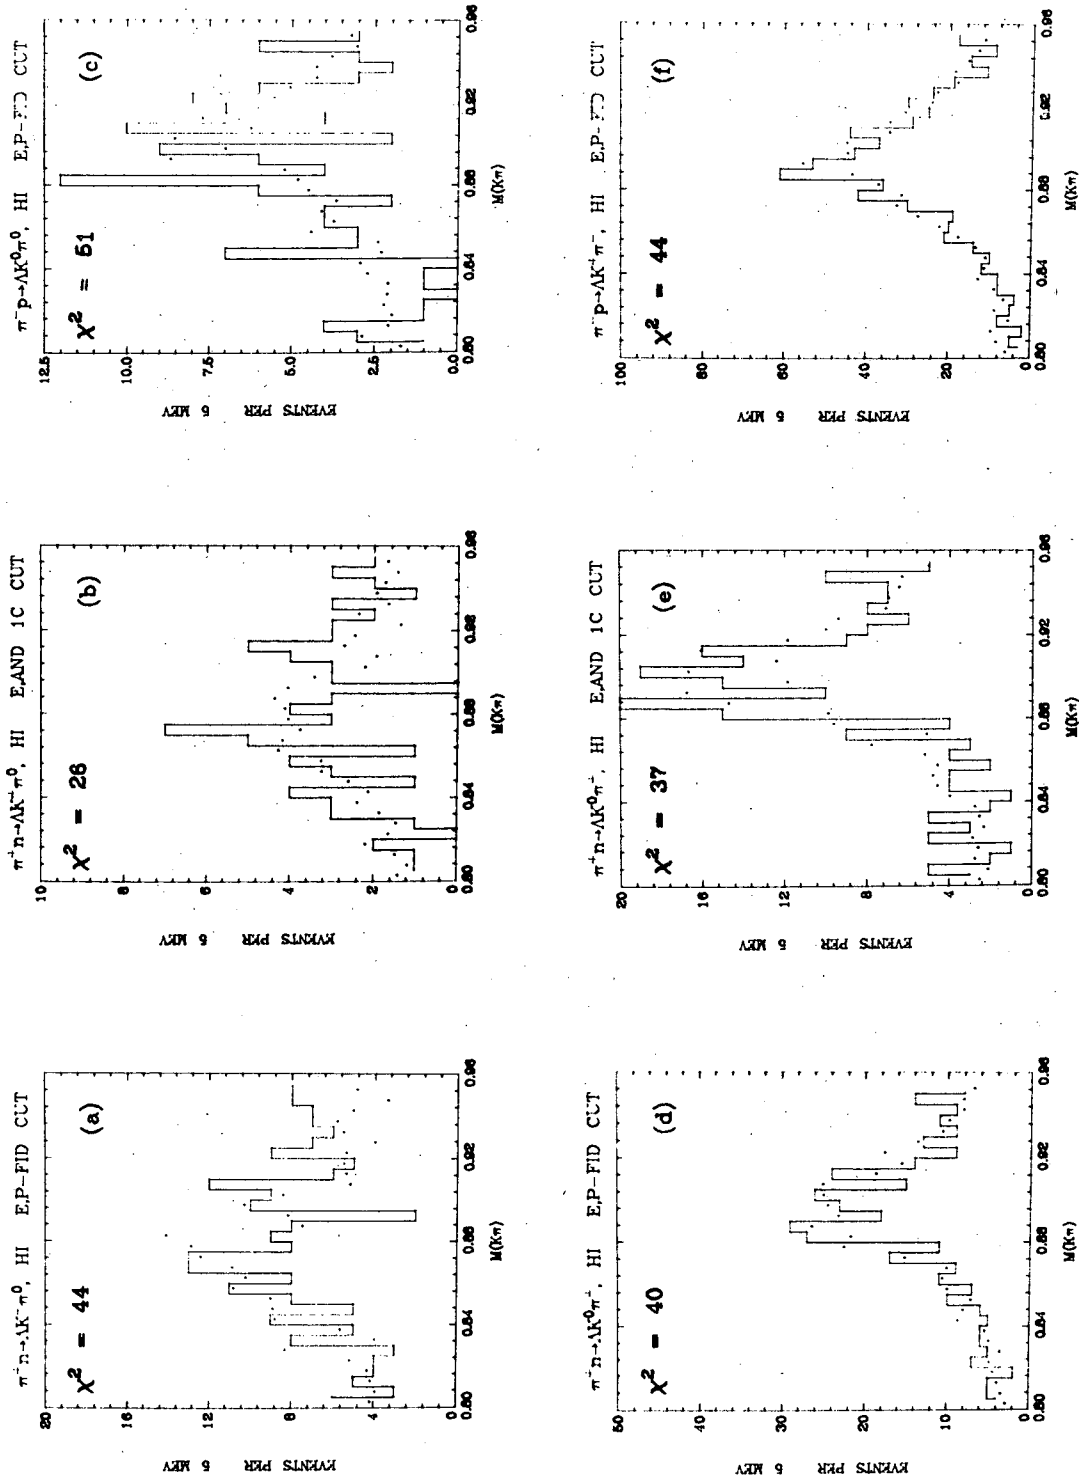 π⁺n→ΛK⁺π⁰, HI E,P-FID CUT
χ² = 44
(a)
16
12
8
4
0
EVENTS PER 5 MEV
0.80 0.84 0.88 0.92 0.96
M(Kπ)
π⁺n→ΛK⁺π⁰, HI E,AND 1C CUT
χ² = 26
(b)
10
8
6
4
2
0
EVENTS PER 5 MEV
0.80 0.84 0.88 0.92 0.96
M(Kπ)
π⁻p→ΛK⁰π⁰, HI E,P-FID CUT
χ² = 51
(c)
12.5
10.0
7.5
5.0
2.5
0.0
EVENTS PER 5 MEV
0.80 0.84 0.88 0.92 0.96
M(Kπ)
π⁺n→ΛK⁰π⁺, HI E,P-FID CUT
χ² = 40
(d)
50
40
30
20
10
0
EVENTS PER 5 MEV
0.80 0.84 0.88 0.92 0.96
M(Kπ)
π⁺n→ΛK⁰π⁺, HI E,AND 1C CUT
χ² = 37
(e)
20
16
12
8
4
0
EVENTS PER 5 MEV
0.80 0.84 0.88 0.92 0.96
M(Kπ)
π⁻p→ΛK⁺π⁻, HI E,P-FID CUT
χ² = 44
(f)
100
80
60
40
20
0
EVENTS PER 5 MEV
0.80 0.84 0.88 0.92 0.96
M(Kπ)